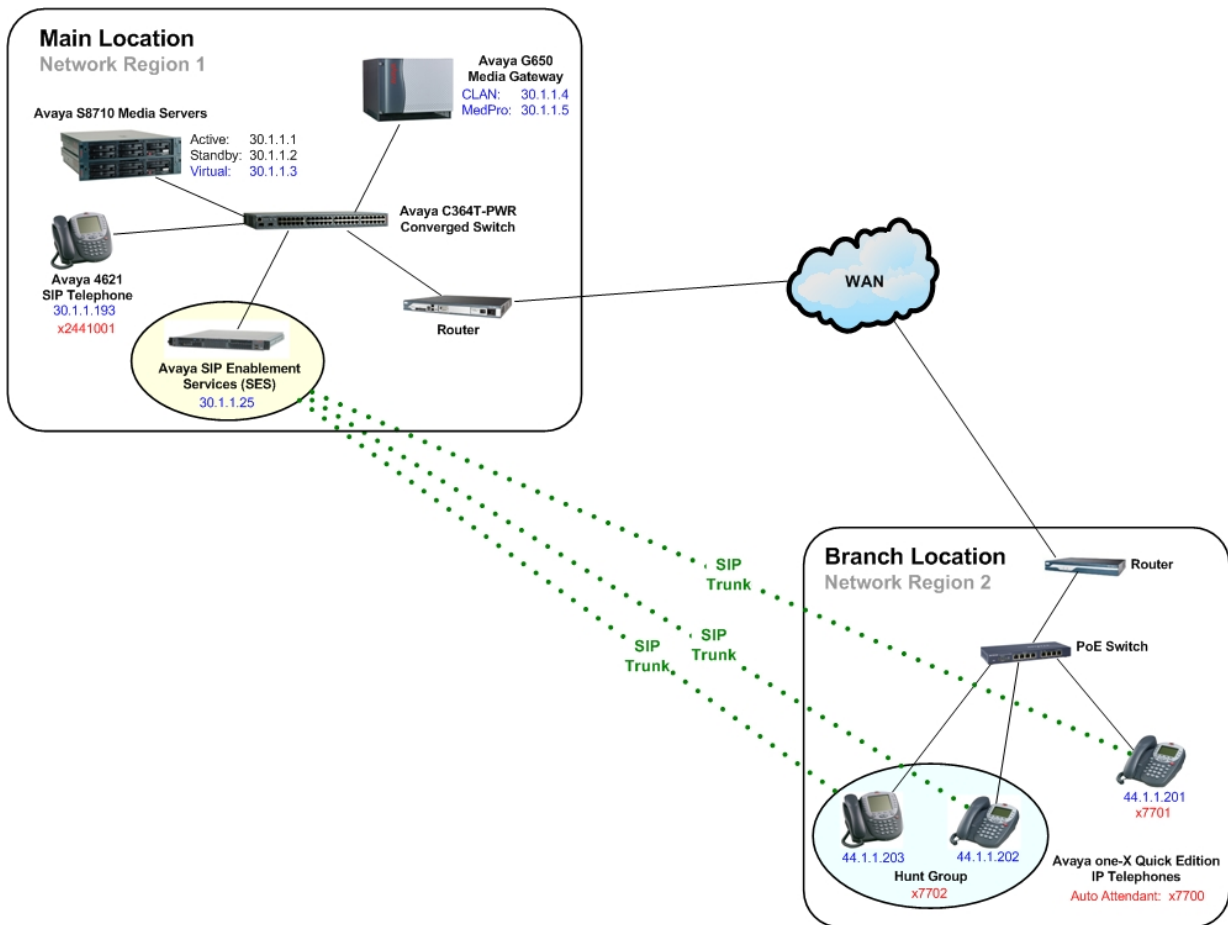 Main Location
Network Region 1
Avaya G650
Media Gateway
CLAN: 30.1.1.4
MedPro: 30.1.1.5
Avaya S8710 Media Servers
Active: 30.1.1.1
Standby: 30.1.1.2
Virtual: 30.1.1.3
Avaya C364T-PWR
Converged Switch
Avaya 4621
SIP Telephone
30.1.1.193
x2441001
Router
Avaya SIP Enablement
Services (SES)
30.1.1.25
WAN
SIP
Trunk
SIP
Trunk
SIP
Trunk
Branch Location
Network Region 2
Router
PoE Switch
44.1.1.201
x7701
44.1.1.203
44.1.1.202
Hunt Group
x7702
Avaya one-X Quick Edition
IP Telephones
Auto Attendant: x7700